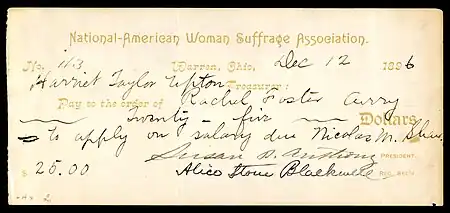 National-American Woman Suffrage Association.
No. 113 Warren, Ohio, Dec 12 1896
Harriet Taylor Upton Treasurer:
Pay to the order of Rachel Foster Avery
Twenty-five Dollars
to apply on salary due Nicolas M. Shaw
Susan B. Anthony PRESIDENT.
$25.00 Alice Stone Blackwell REC. SEC'Y